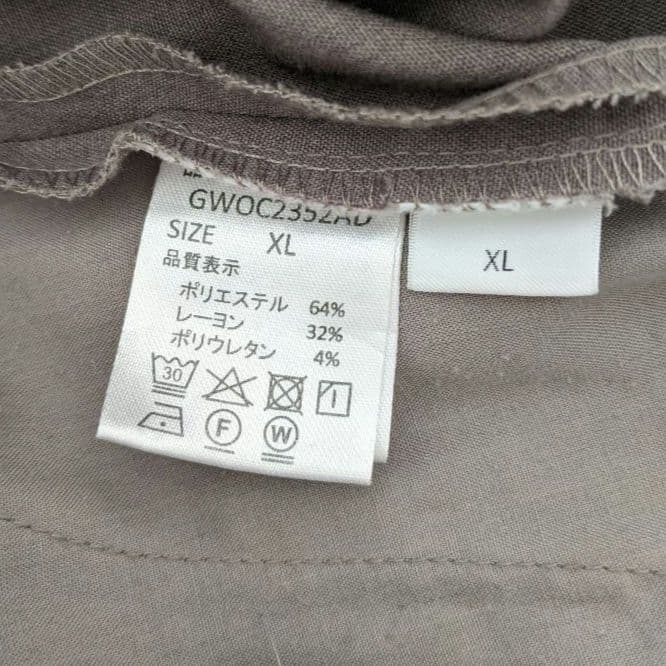 GWOC2352AD
SIZE XL
品質表示
ポリエステル 64%
レーヨン 32%
ポリウレタン 4%
30
F W
XL